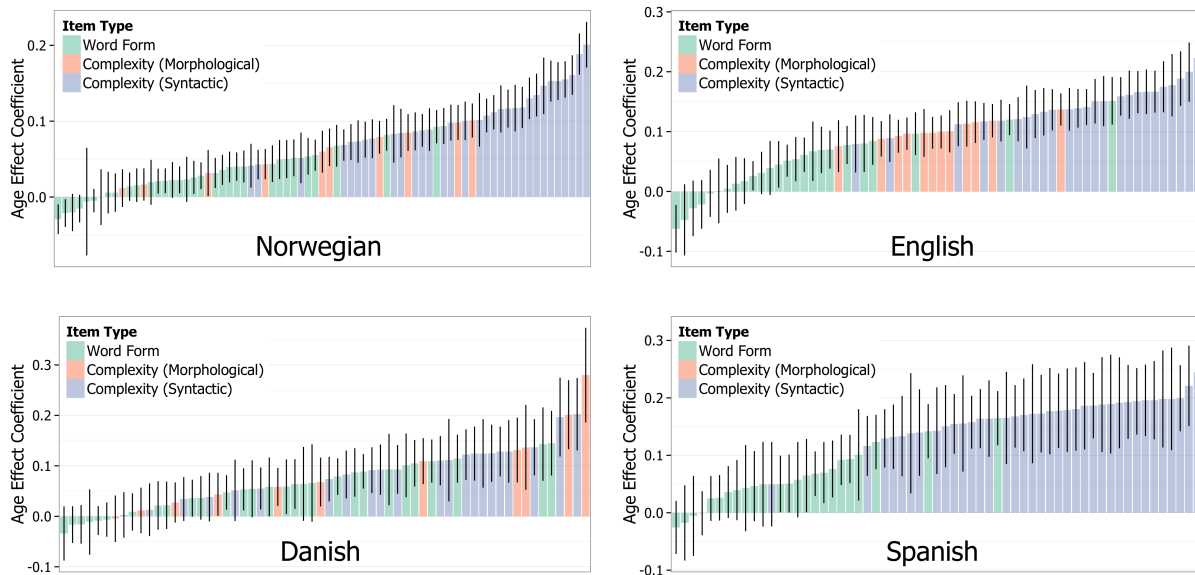 Age Effect Coefficient
0.2
0.1
0.0
Item Type
Word Form
Complexity (Morphological)
Complexity (Syntactic)
Norwegian
Age Effect Coefficient
0.3
0.2
0.1
0.0
-0.1
Item Type
Word Form
Complexity (Morphological)
Complexity (Syntactic)
English
Age Effect Coefficient
0.3
0.2
0.1
0.0
-0.1
Item Type
Word Form
Complexity (Morphological)
Complexity (Syntactic)
Danish
Age Effect Coefficient
0.3
0.2
0.1
0.0
-0.1
Item Type
Word Form
Complexity (Morphological)
Complexity (Syntactic)
Spanish